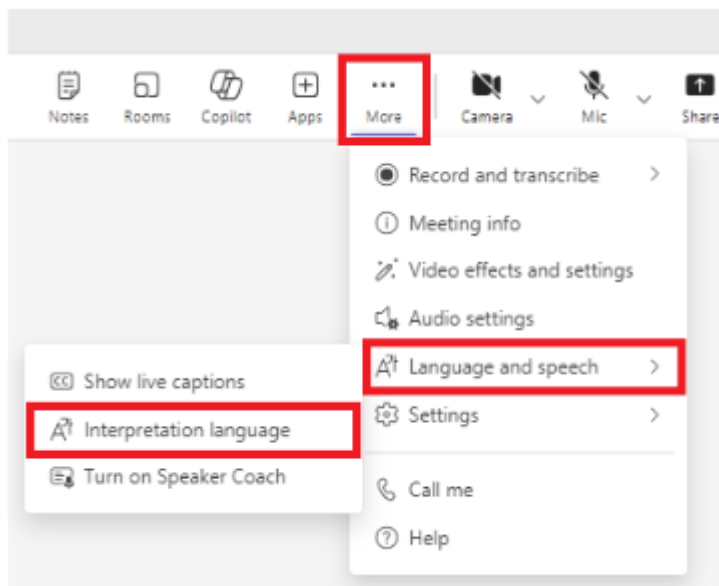 Notes Rooms Copilot Apps More Camera Mic Share
Record and transcribe
Meeting info
Video effects and settings
Audio settings
Language and speech
Settings
Call me
Help
Show live captions
Interpretation language
Turn on Speaker Coach